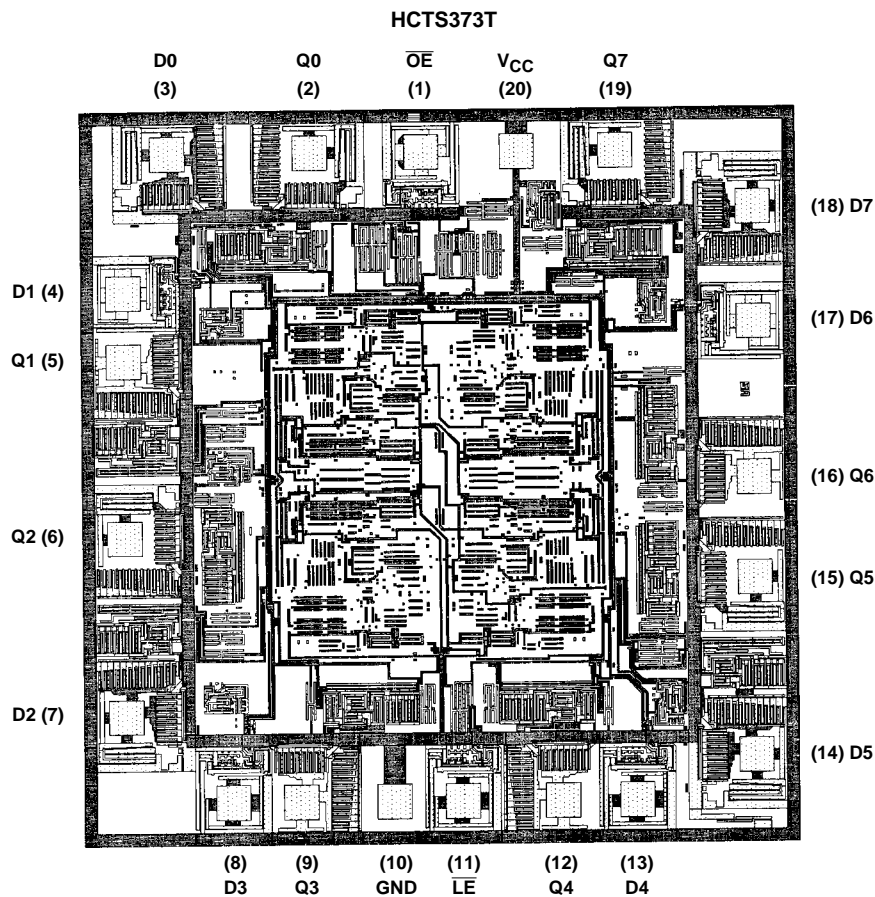 HCTS373T
D0 Q0 O̅E̅ VCC Q7
(3) (2) (1) (20) (19)
(18) D7
D1 (4)
(17) D6
Q1 (5)
(16) Q6
Q2 (6)
(15) Q5
D2 (7)
(14) D5
(8) (9) (10) (11) (12) (13)
D3 Q3 GND L̅E̅ Q4 D4